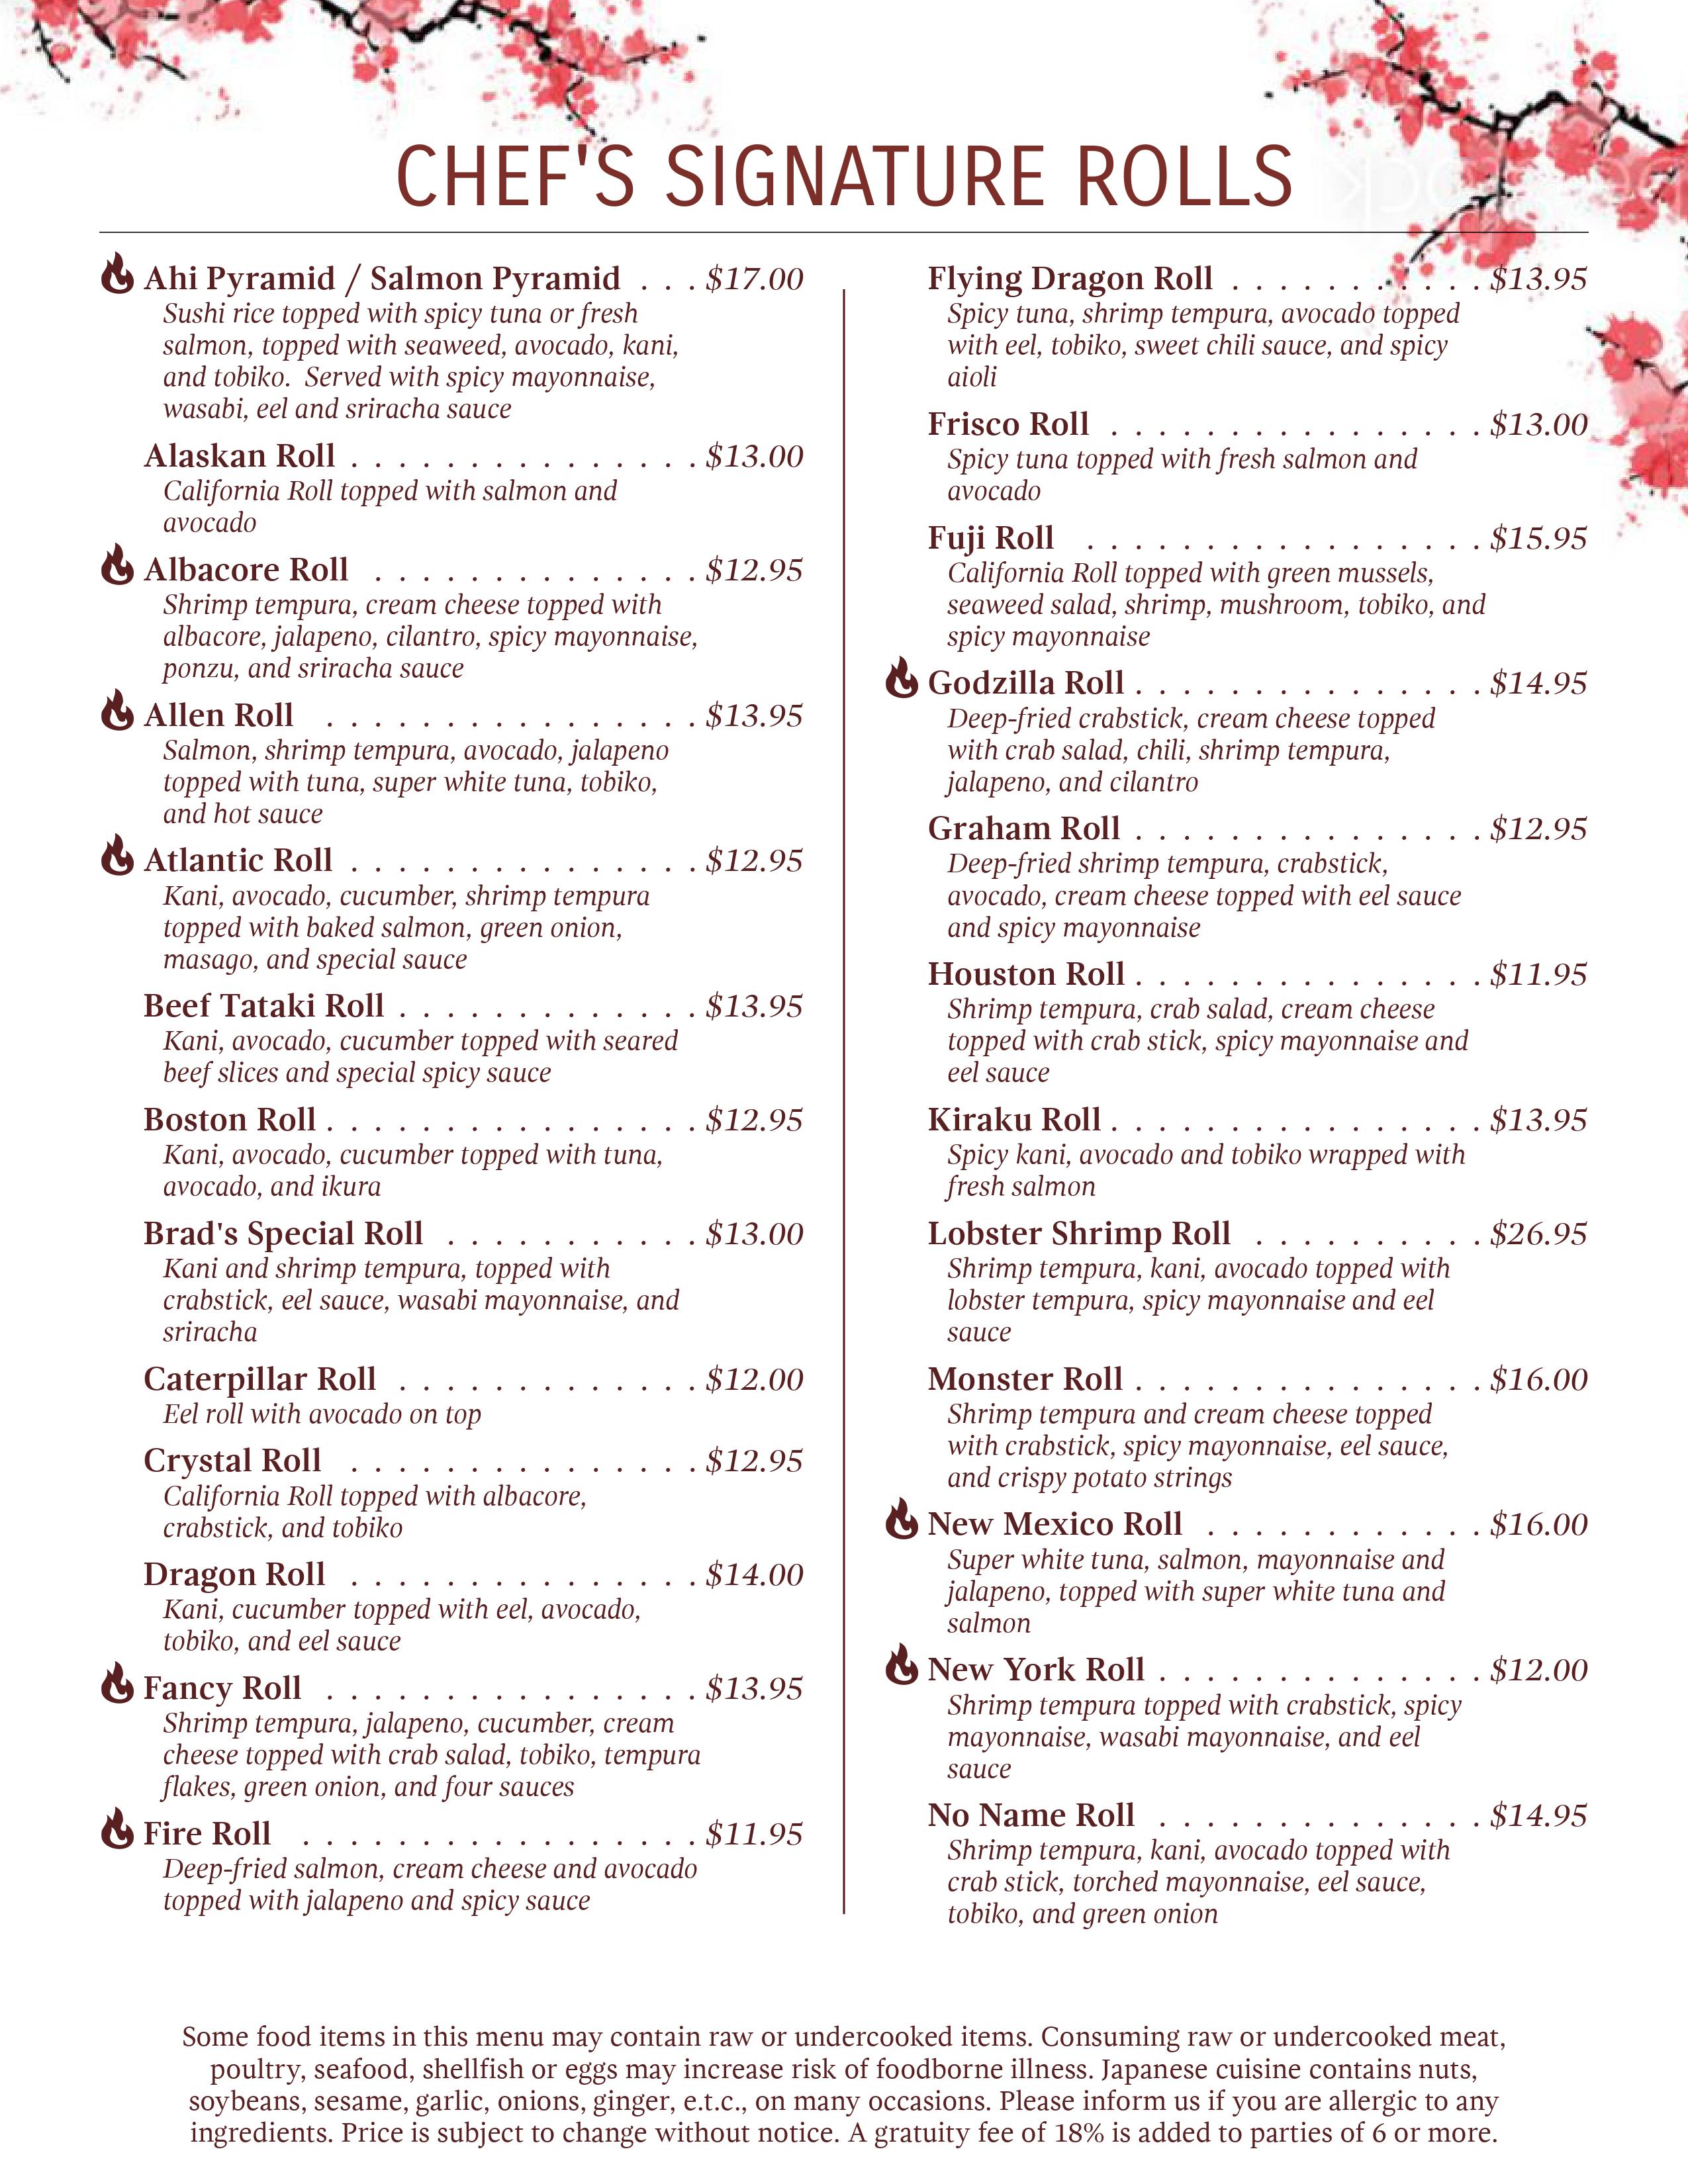 CHEF'S SIGNATURE ROLLS
Ahi Pyramid / Salmon Pyramid . . . $17.00
Sushi rice topped with spicy tuna or fresh
salmon, topped with seaweed, avocado, kani,
and tobiko. Served with spicy mayonnaise,
wasabi, eel and sriracha sauce
Alaskan Roll . . . . . . . . . . . . . . . $13.00
California Roll topped with salmon and
avocado
Albacore Roll . . . . . . . . . . . . . . $12.95
Shrimp tempura, cream cheese topped with
albacore, jalapeno, cilantro, spicy mayonnaise,
ponzu, and sriracha sauce
Allen Roll . . . . . . . . . . . . . . . . $13.95
Salmon, shrimp tempura, avocado, jalapeno
topped with tuna, super white tuna, tobiko,
and hot sauce
Atlantic Roll . . . . . . . . . . . . . . . $12.95
Kani, avocado, cucumber, shrimp tempura
topped with baked salmon, green onion,
masago, and special sauce
Beef Tataki Roll . . . . . . . . . . . . . $13.95
Kani, avocado, cucumber topped with seared
beef slices and special spicy sauce
Boston Roll . . . . . . . . . . . . . . . . $12.95
Kani, avocado, cucumber topped with tuna,
avocado, and ikura
Brad's Special Roll . . . . . . . . . . . $13.00
Kani and shrimp tempura, topped with
crabstick, eel sauce, wasabi mayonnaise, and
sriracha
Caterpillar Roll . . . . . . . . . . . . . $12.00
Eel roll with avocado on top
Crystal Roll . . . . . . . . . . . . . . . $12.95
California Roll topped with albacore,
crabstick, and tobiko
Dragon Roll . . . . . . . . . . . . . . . $14.00
Kani, cucumber topped with eel, avocado,
tobiko, and eel sauce
Fancy Roll . . . . . . . . . . . . . . . . $13.95
Shrimp tempura, jalapeno, cucumber, cream
cheese topped with crab salad, tobiko, tempura
flakes, green onion, and four sauces
Fire Roll . . . . . . . . . . . . . . . . . $11.95
Deep-fried salmon, cream cheese and avocado
topped with jalapeno and spicy sauce
Flying Dragon Roll . . . . . . . . . . . $13.95
Spicy tuna, shrimp tempura, avocado topped
with eel, tobiko, sweet chili sauce, and spicy
aioli
Frisco Roll . . . . . . . . . . . . . . . . $13.00
Spicy tuna topped with fresh salmon and
avocado
Fuji Roll . . . . . . . . . . . . . . . . . $15.95
California Roll topped with green mussels,
seaweed salad, shrimp, mushroom, tobiko, and
spicy mayonnaise
Godzilla Roll . . . . . . . . . . . . . . . $14.95
Deep-fried crabstick, cream cheese topped
with crab salad, chili, shrimp tempura,
jalapeno, and cilantro
Graham Roll . . . . . . . . . . . . . . . $12.95
Deep-fried shrimp tempura, crabstick,
avocado, cream cheese topped with eel sauce
and spicy mayonnaise
Houston Roll . . . . . . . . . . . . . . . $11.95
Shrimp tempura, crab salad, cream cheese
topped with crab stick, spicy mayonnaise and
eel sauce
Kiraku Roll . . . . . . . . . . . . . . . . $13.95
Spicy kani, avocado and tobiko wrapped with
fresh salmon
Lobster Shrimp Roll . . . . . . . . . . $26.95
Shrimp tempura, kani, avocado topped with
lobster tempura, spicy mayonnaise and eel
sauce
Monster Roll . . . . . . . . . . . . . . . $16.00
Shrimp tempura and cream cheese topped
with crabstick, spicy mayonnaise, eel sauce,
and crispy potato strings
New Mexico Roll . . . . . . . . . . . . $16.00
Super white tuna, salmon, mayonnaise and
jalapeno, topped with super white tuna and
salmon
New York Roll . . . . . . . . . . . . . . $12.00
Shrimp tempura topped with crabstick, spicy
mayonnaise, wasabi mayonnaise, and eel
sauce
No Name Roll . . . . . . . . . . . . . . $14.95
Shrimp tempura, kani, avocado topped with
crab stick, torched mayonnaise, eel sauce,
tobiko, and green onion
Some food items in this menu may contain raw or undercooked items. Consuming raw or undercooked meat,
poultry, seafood, shellfish or eggs may increase risk of foodborne illness. Japanese cuisine contains nuts,
soybeans, sesame, garlic, onions, ginger, e.t.c., on many occasions. Please inform us if you are allergic to any
ingredients. Price is subject to change without notice. A gratuity fee of 18% is added to parties of 6 or more.